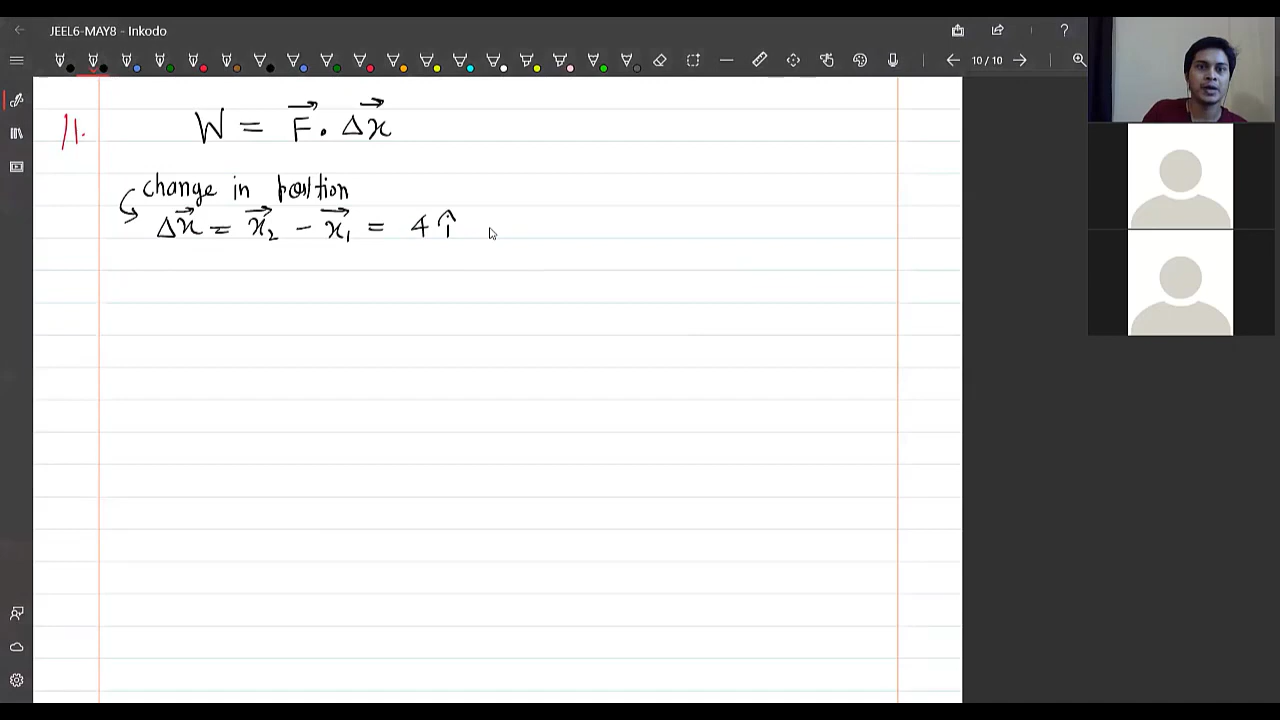 JEEL6-MAY8 - Inkodo
10 / 10
11. W = F⃗ . Δx⃗
change in position
Δx⃗ = x⃗₂ - x⃗₁ = 4 î